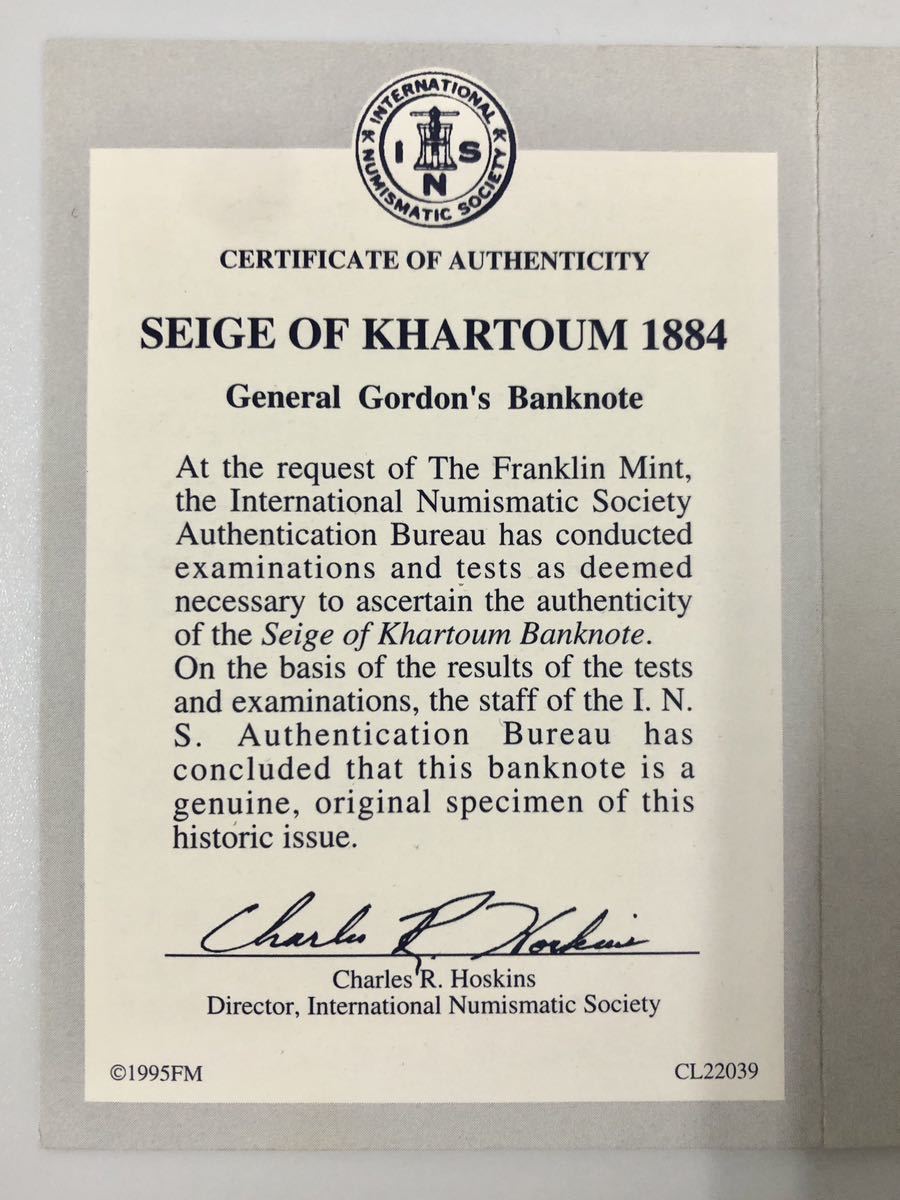 INTERNATIONAL
I N S
NUMISMATIC SOCIETY
CERTIFICATE OF AUTHENTICITY
SEIGE OF KHARTOUM 1884
General Gordon's Banknote
At the request of The Franklin Mint,
the International Numismatic Society
Authentication Bureau has conducted
examinations and tests as deemed
necessary to ascertain the authenticity
of the Seige of Khartoum Banknote.
On the basis of the results of the tests
and examinations, the staff of the I. N.
S. Authentication Bureau has
concluded that this banknote is a
genuine, original specimen of this
historic issue.
Charles R. Hoskins
Charles R. Hoskins
Director, International Numismatic Society
©1995FM
CL22039